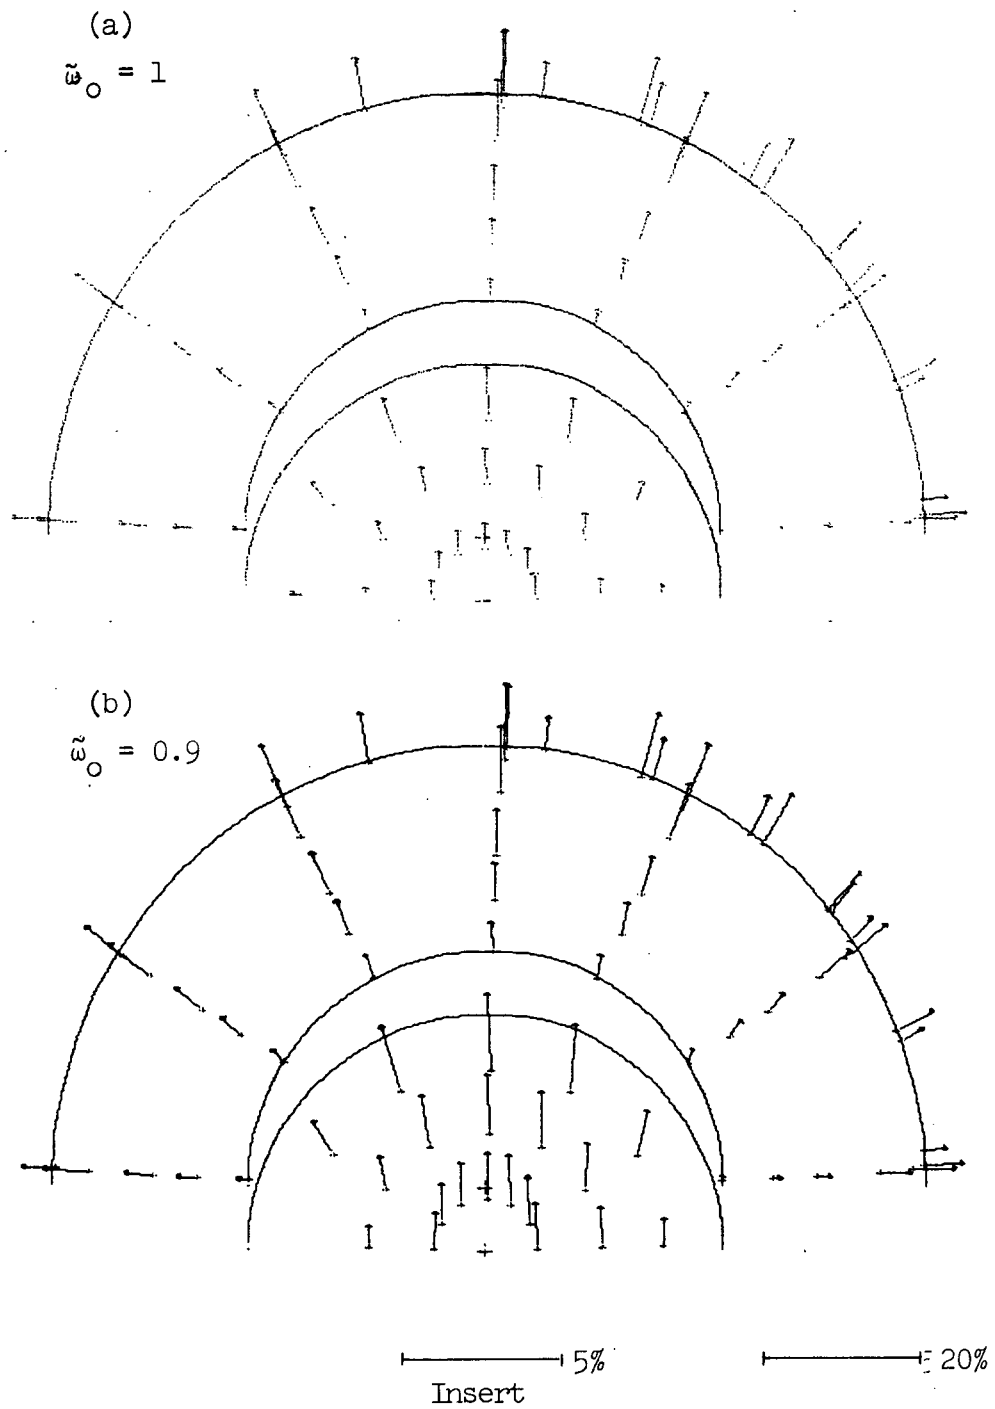 (a)
ω̃o = 1
(b)
ω̃o = 0.9
5%
20%
Insert